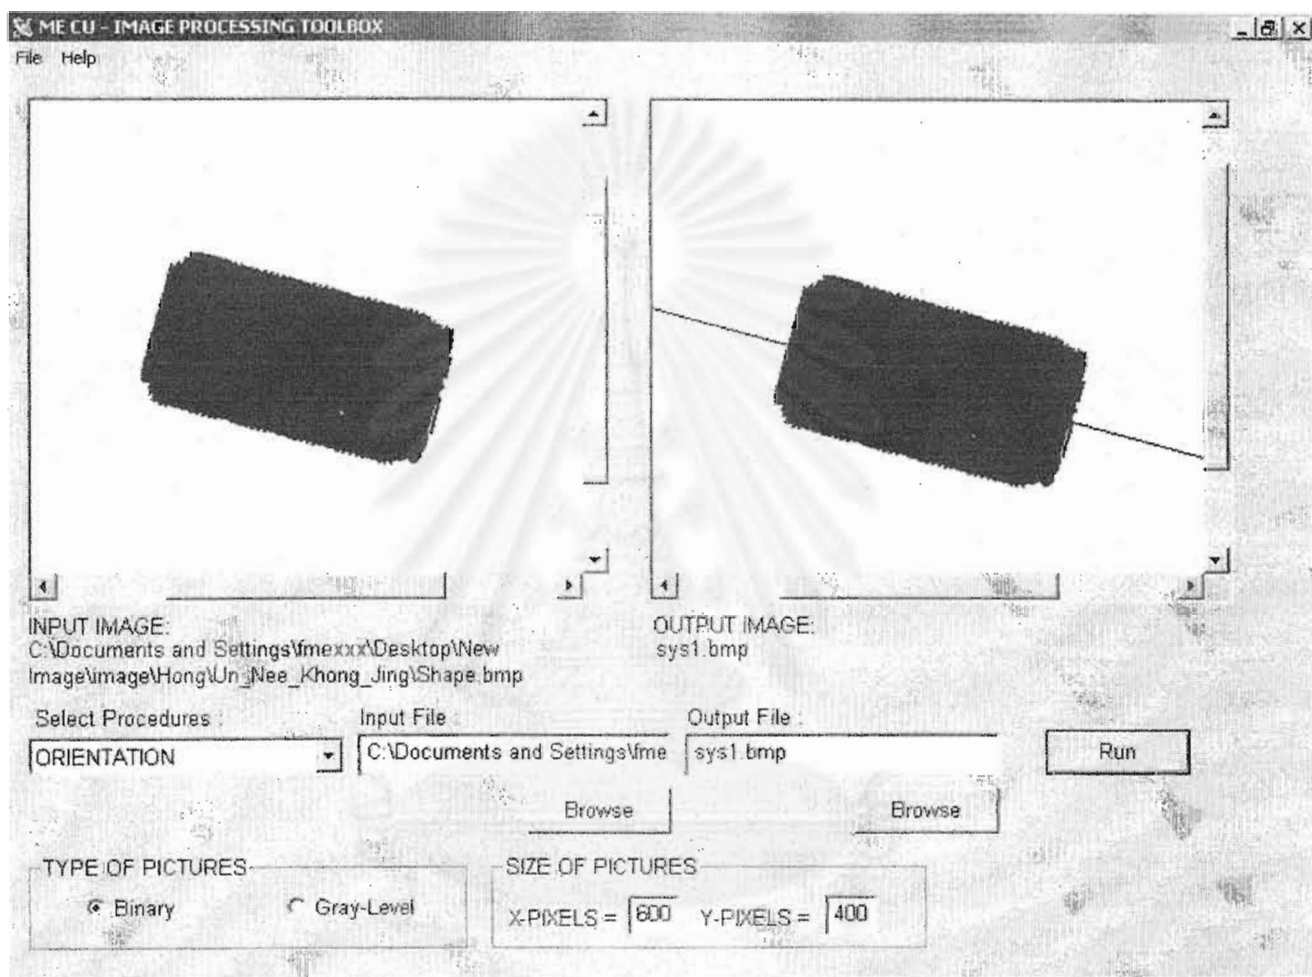 ME CU - IMAGE PROCESSING TOOLBOX
File Help
INPUT IMAGE:
C:\Documents and Settings\fmexxx\Desktop\New
Image\image\Hong\Un_Nee_Khong_Jing\Shape.bmp
OUTPUT IMAGE:
sys1.bmp
Select Procedures :
Input File :
Output File :
ORIENTATION
C:\Documents and Settings\fme
sys1.bmp
Run
Browse
Browse
TYPE OF PICTURES
Binary
Gray-Level
SIZE OF PICTURES
X-PIXELS = 600
Y-PIXELS = 400